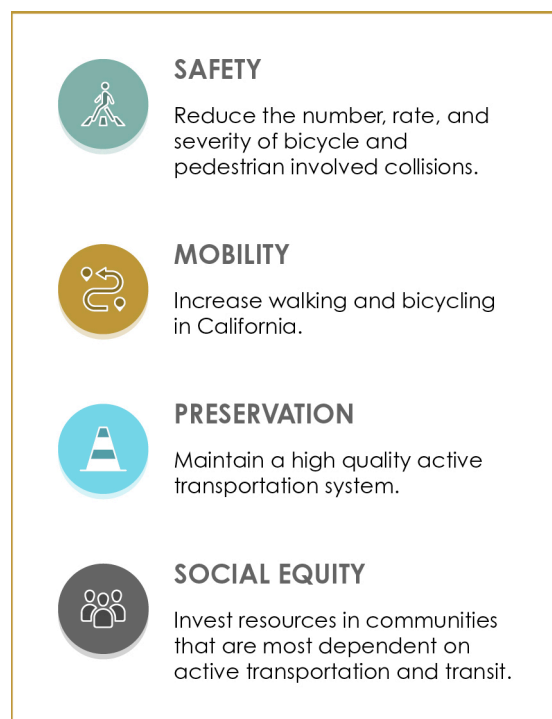 SAFETY
Reduce the number, rate, and
severity of bicycle and
pedestrian involved collisions.
MOBILITY
Increase walking and bicycling
in California.
PRESERVATION
Maintain a high quality active
transportation system.
SOCIAL EQUITY
Invest resources in communities
that are most dependent on
active transportation and transit.